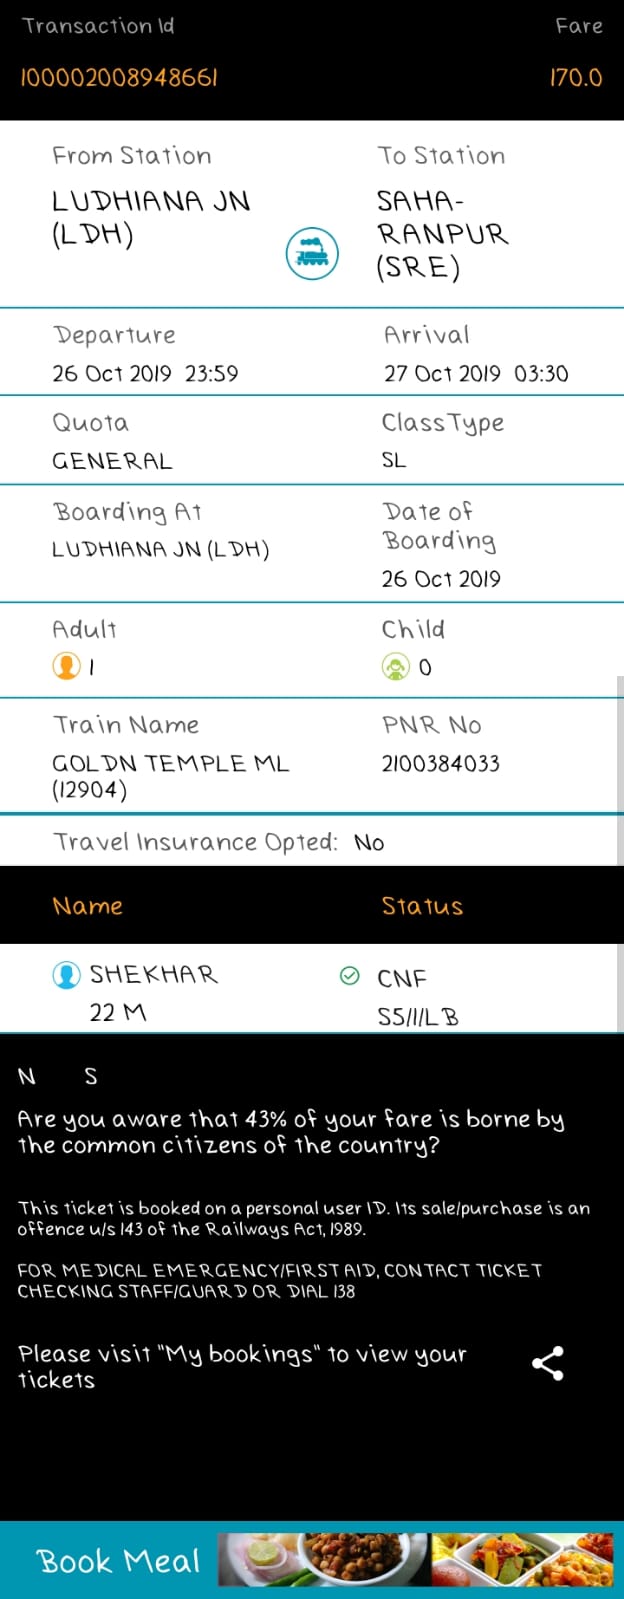 Transaction Id Fare
100002008948661 170.0
From Station To Station
LUDHIANA JN SAHA-
(LDH) RANPUR
(SRE)
Departure Arrival
26 Oct 2019 23:59 27 Oct 2019 03:30
Quota Class Type
GENERAL SL
Boarding At Date of
Boarding
LUDHIANA JN (LDH)
26 Oct 2019
Adult Child
1 0
Train Name PNR No
GOLDN TEMPLE ML 2100384033
(12904)
Travel Insurance Opted: No
Name Status
SHEKHAR CNF
22 M S5/11/LB
N S
Are you aware that 43% of your fare is borne by
the common citizens of the country?
This ticket is booked on a personal user ID. Its sale/purchase is an
offence u/s 143 of the Railways Act, 1989.
FOR MEDICAL EMERGENCY/FIRST AID, CONTACT TICKET
CHECKING STAFF/GUARD OR DIAL 138
Please visit "My bookings" to view your
tickets
Book Meal